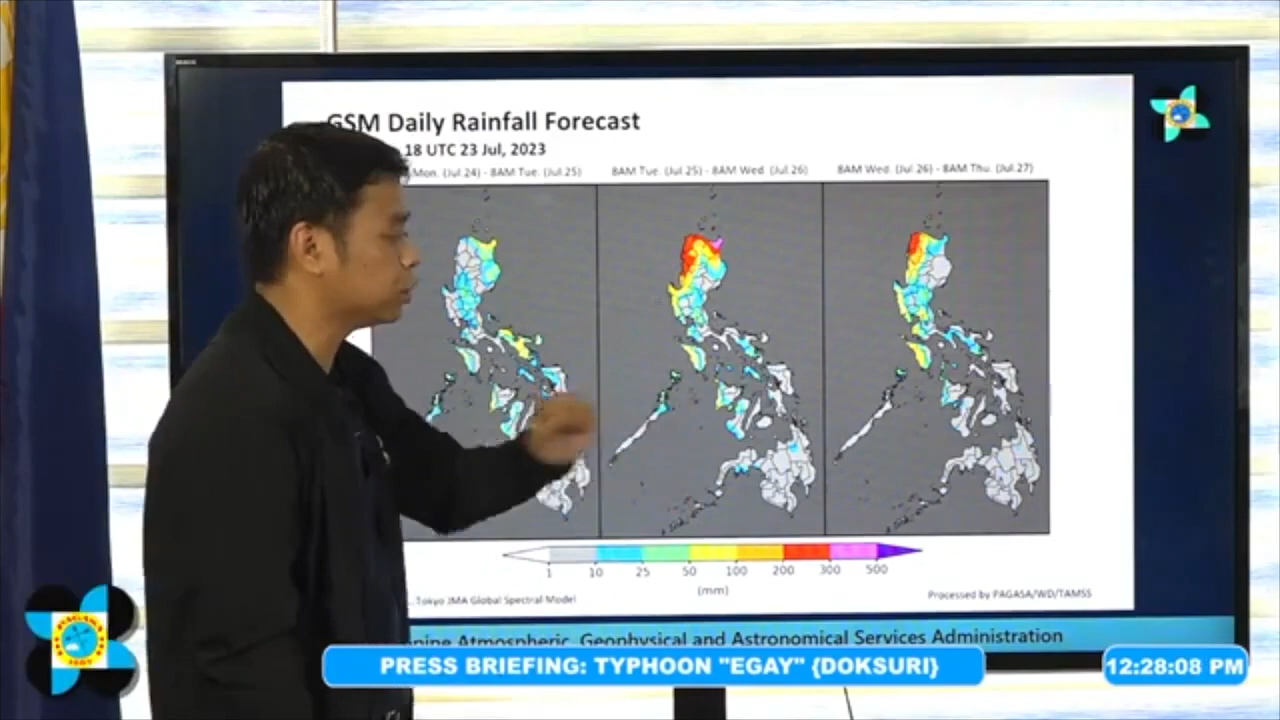 GSM Daily Rainfall Forecast
18 UTC 23 Jul, 2023
Mon. (Jul.24) - 8AM Tue. (Jul.25)
8AM Tue. (Jul.25) - 8AM Wed. (Jul.26)
8AM Wed. (Jul.26) - 8AM Thu. (Jul.27)
1 10 25 50 100 200 300 500
(mm)
Tokyo JMA Global Spectral Model
Processed by PAGASA/WD/TAMSS
Atmospheric, Geophysical and Astronomical Services Administration
PAGASA
PRESS BRIEFING: TYPHOON "EGAY" {DOKSURI}
12:28:08 PM